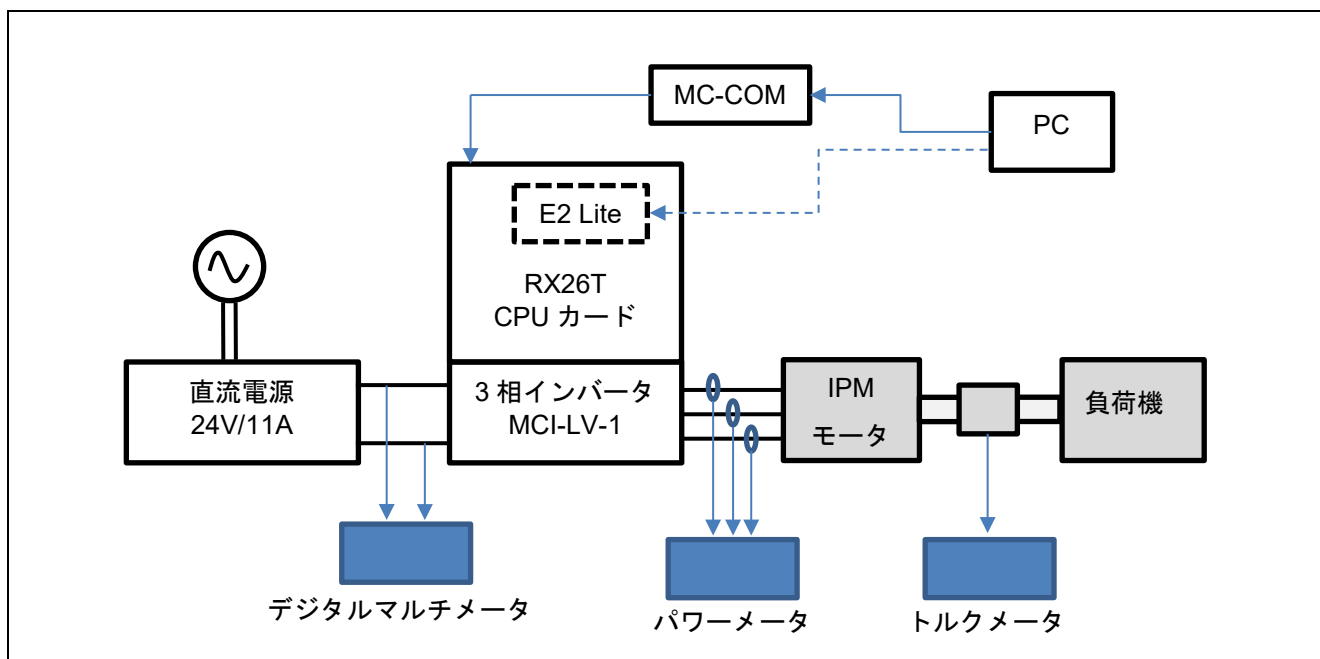 MC-COM
PC
E2 Lite
RX26T
CPU カード
直流電源
24V/11A
3 相インバータ
MCI-LV-1
IPM
モータ
負荷機
デジタルマルチメータ
パワーメータ
トルクメータ